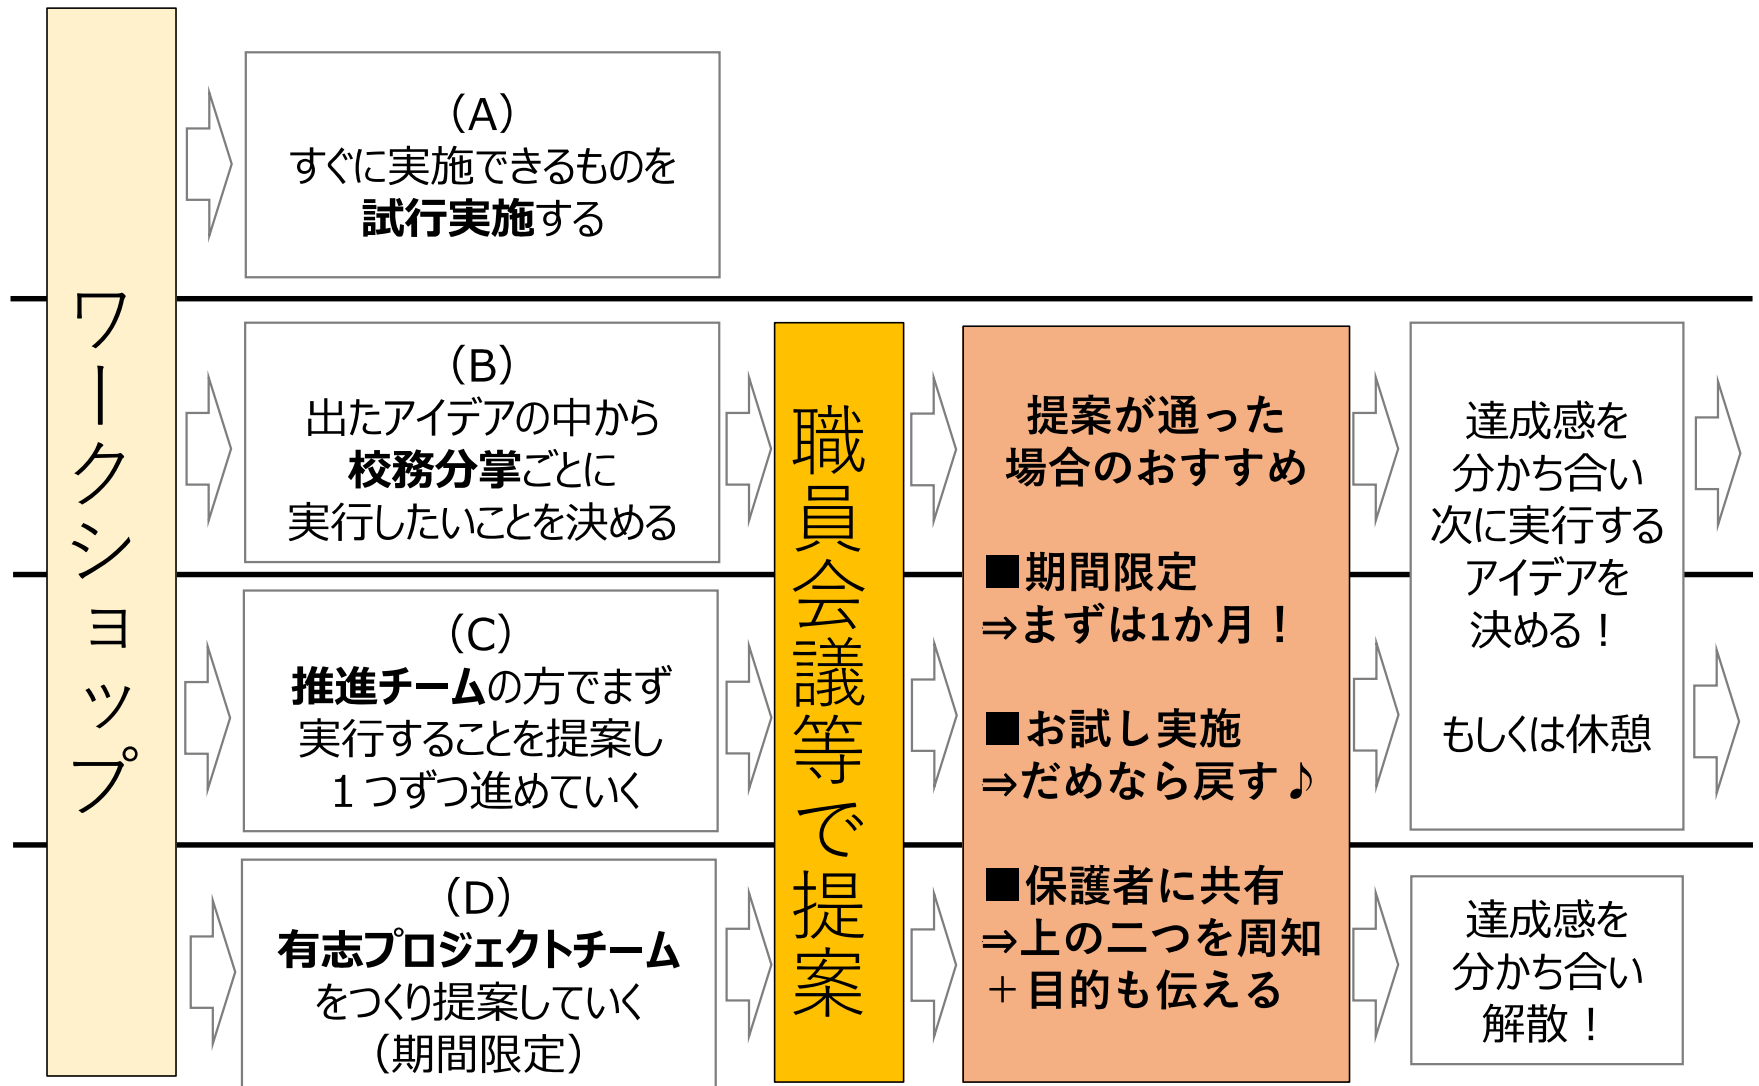 ワークショップ
（A）
すぐに実施できるものを
試行実施する
（B）
出たアイデアの中から
校務分掌ごとに
実行したいことを決める
（C）
推進チームの方でまず
実行することを提案し
１つずつ進めていく
（D）
有志プロジェクトチーム
をつくり提案していく
（期間限定）
職員会議等で提案
提案が通った
場合のおすすめ
■期間限定
⇒まずは1か月！
■お試し実施
⇒だめなら戻す♪
■保護者に共有
⇒上の二つを周知
＋目的も伝える
達成感を
分かち合い
次に実行する
アイデアを
決める！
もしくは休憩
達成感を
分かち合い
解散！